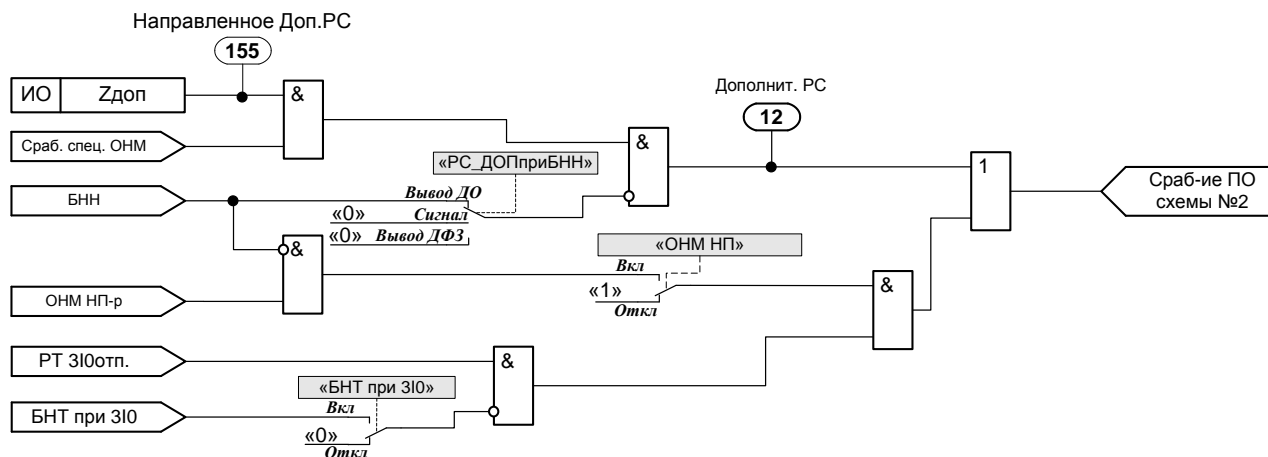 Направленное Доп.РС
155
ИО Zдоп
&
Дополнит. РС
12
Сраб. спец. ОНМ
&
«РС_ДОПприБНН»
1
Сраб-ие ПО
схемы №2
БНН
Вывод ДО
«0» Сигнал
«0» Вывод ДФЗ
&
«ОНМ НП»
Вкл
&
ОНМ НП-р
«1»
Откл
РТ 3I0отп.
&
«БНТ при 3I0»
Вкл
БНТ при 3I0
«0»
Откл